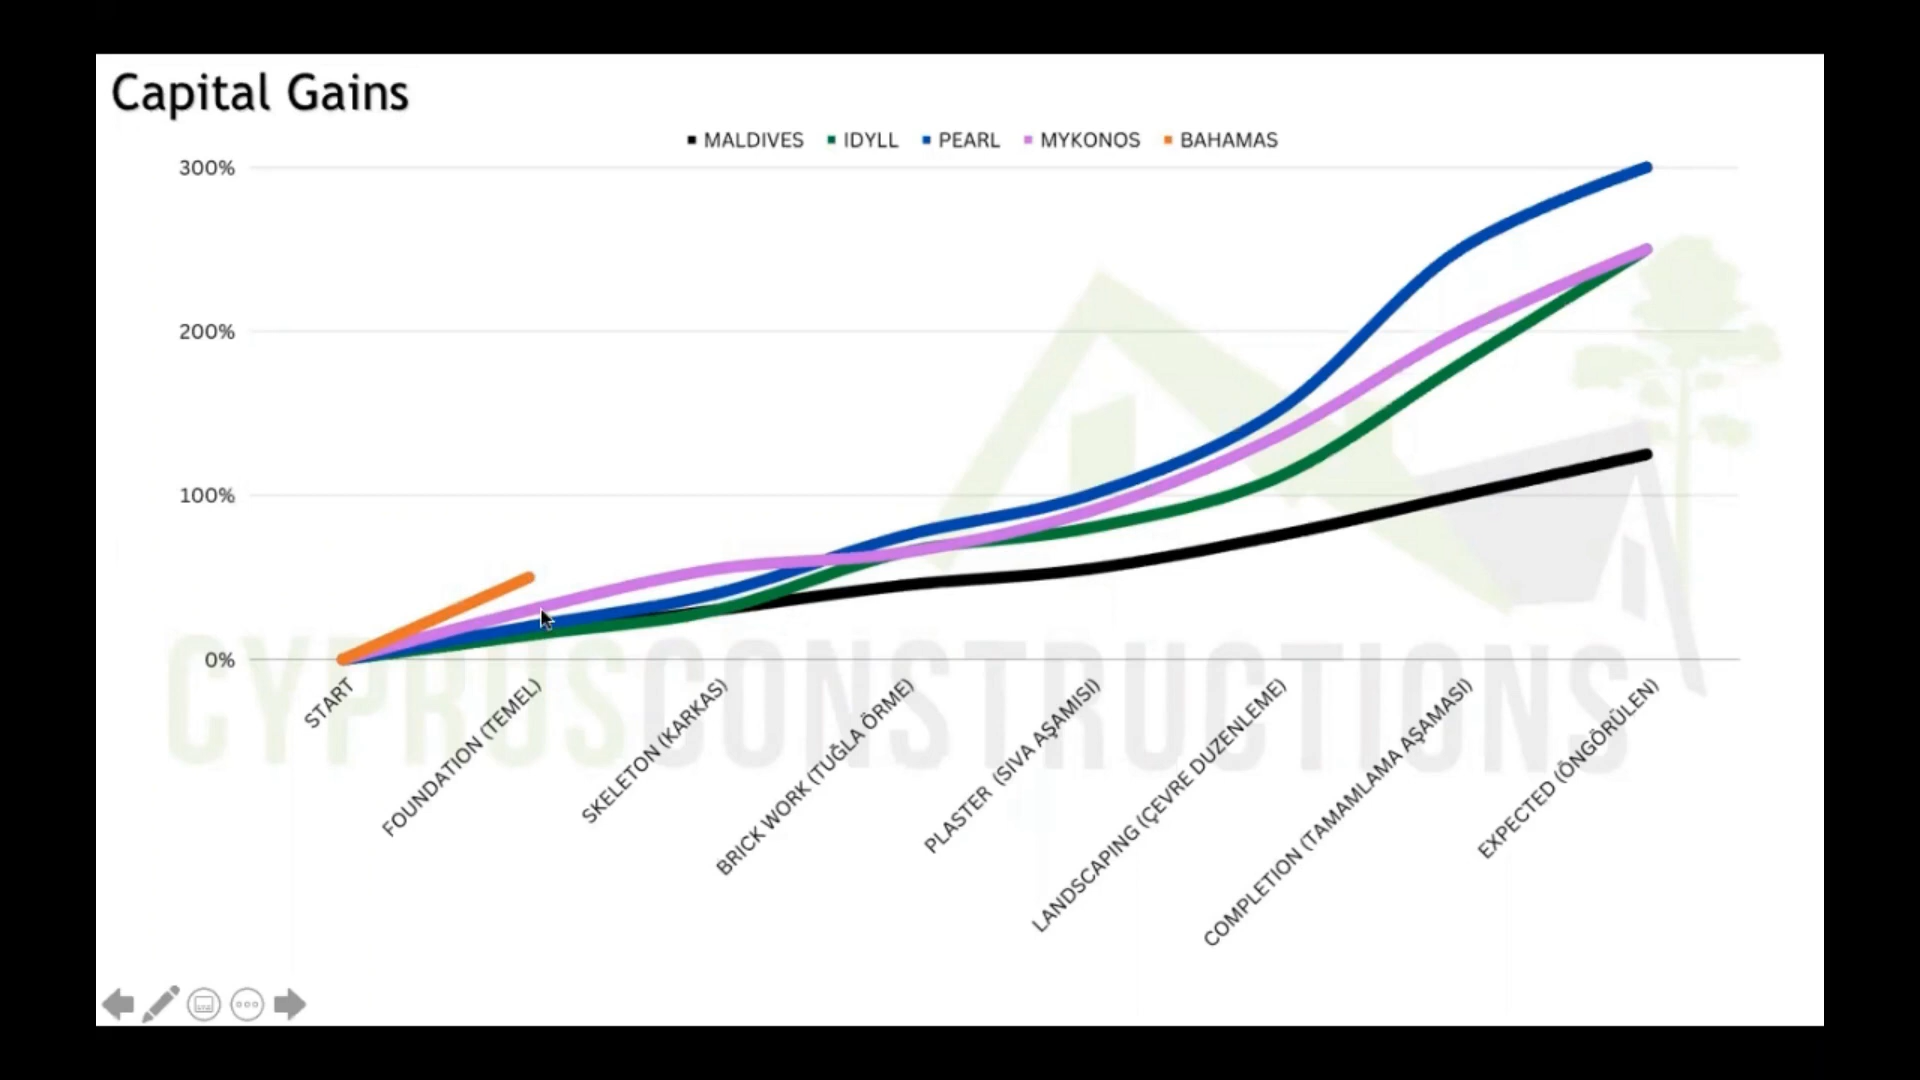 Capital Gains
MALDIVES IDYLL PEARL MYKONOS BAHAMAS
300%
200%
100%
0%
START
FOUNDATION (TEMEL)
SKELETON (KARKAS)
BRICK WORK (TUĞLA ÖRME)
PLASTER (SIVA AŞAMISI)
LANDSCAPING (ÇEVRE DUZENLEME)
COMPLETION (TAMAMLAMA AŞAMASI)
EXPECTED (ÖNGÖRÜLEN)
CYPRUSCONSTRUCTIONS